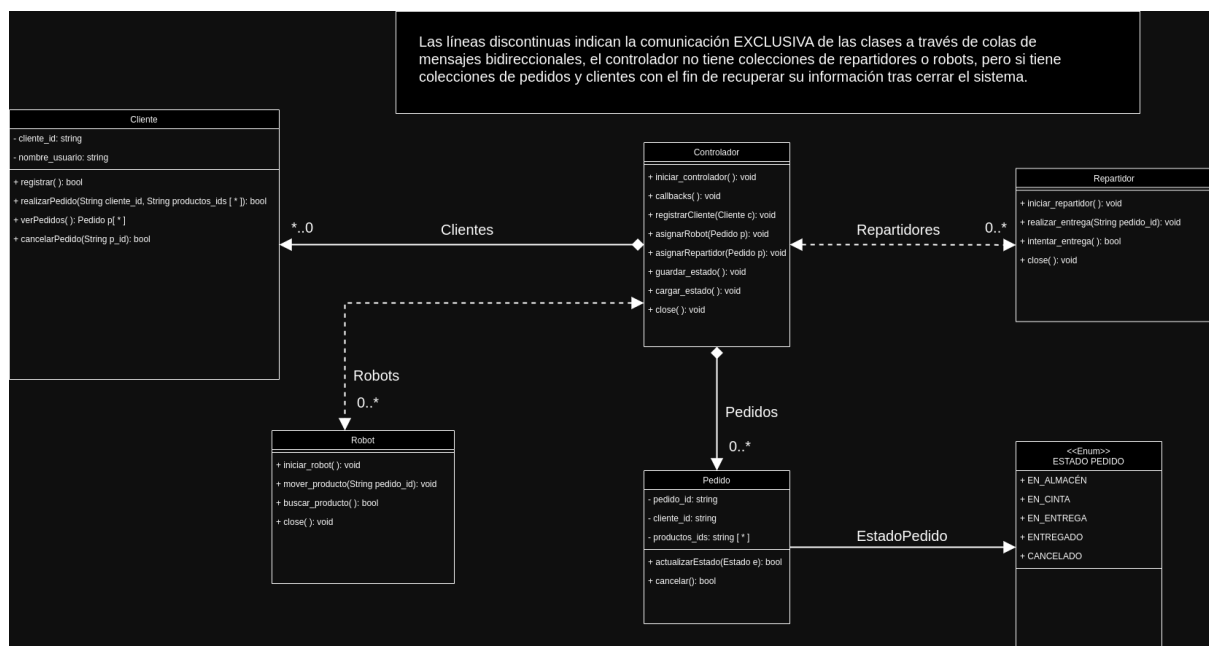 Las líneas discontinuas indican la comunicación EXCLUSIVA de las clases a través de colas de
mensajes bidireccionales, el controlador no tiene colecciones de repartidores o robots, pero si tiene
colecciones de pedidos y clientes con el fin de recuperar su información tras cerrar el sistema.
Cliente
- cliente_id: string
- nombre_usuario: string
+ registrar( ): bool
+ realizarPedido(String cliente_id, String productos_ids [ * ]): bool
+ verPedidos( ): Pedido p[ * ]
+ cancelarPedido(String p_id): bool
*..0
Clientes
Controlador
+ iniciar_controlador( ): void
+ callbacks( ): void
+ registrarCliente(Cliente c): void
+ asignarRobot(Pedido p): void
+ asignarRepartidor(Pedido p): void
+ guardar_estado( ): void
+ cargar_estado( ): void
+ close( ): void
Repartidores
0..*
Repartidor
+ iniciar_repartidor( ): void
+ realizar_entrega(String pedido_id): void
+ intentar_entrega( ): bool
+ close( ): void
Robots
0..*
Robot
+ iniciar_robot( ): void
+ mover_producto(String pedido_id): void
+ buscar_producto( ): bool
+ close( ): void
Pedidos
0..*
Pedido
- pedido_id: string
- cliente_id: string
- productos_ids: string [ * ]
+ actualizarEstado(Estado e): bool
+ cancelar(): bool
EstadoPedido
<<Enum>>
ESTADO PEDIDO
+ EN_ALMACÉN
+ EN_CINTA
+ EN_ENTREGA
+ ENTREGADO
+ CANCELADO